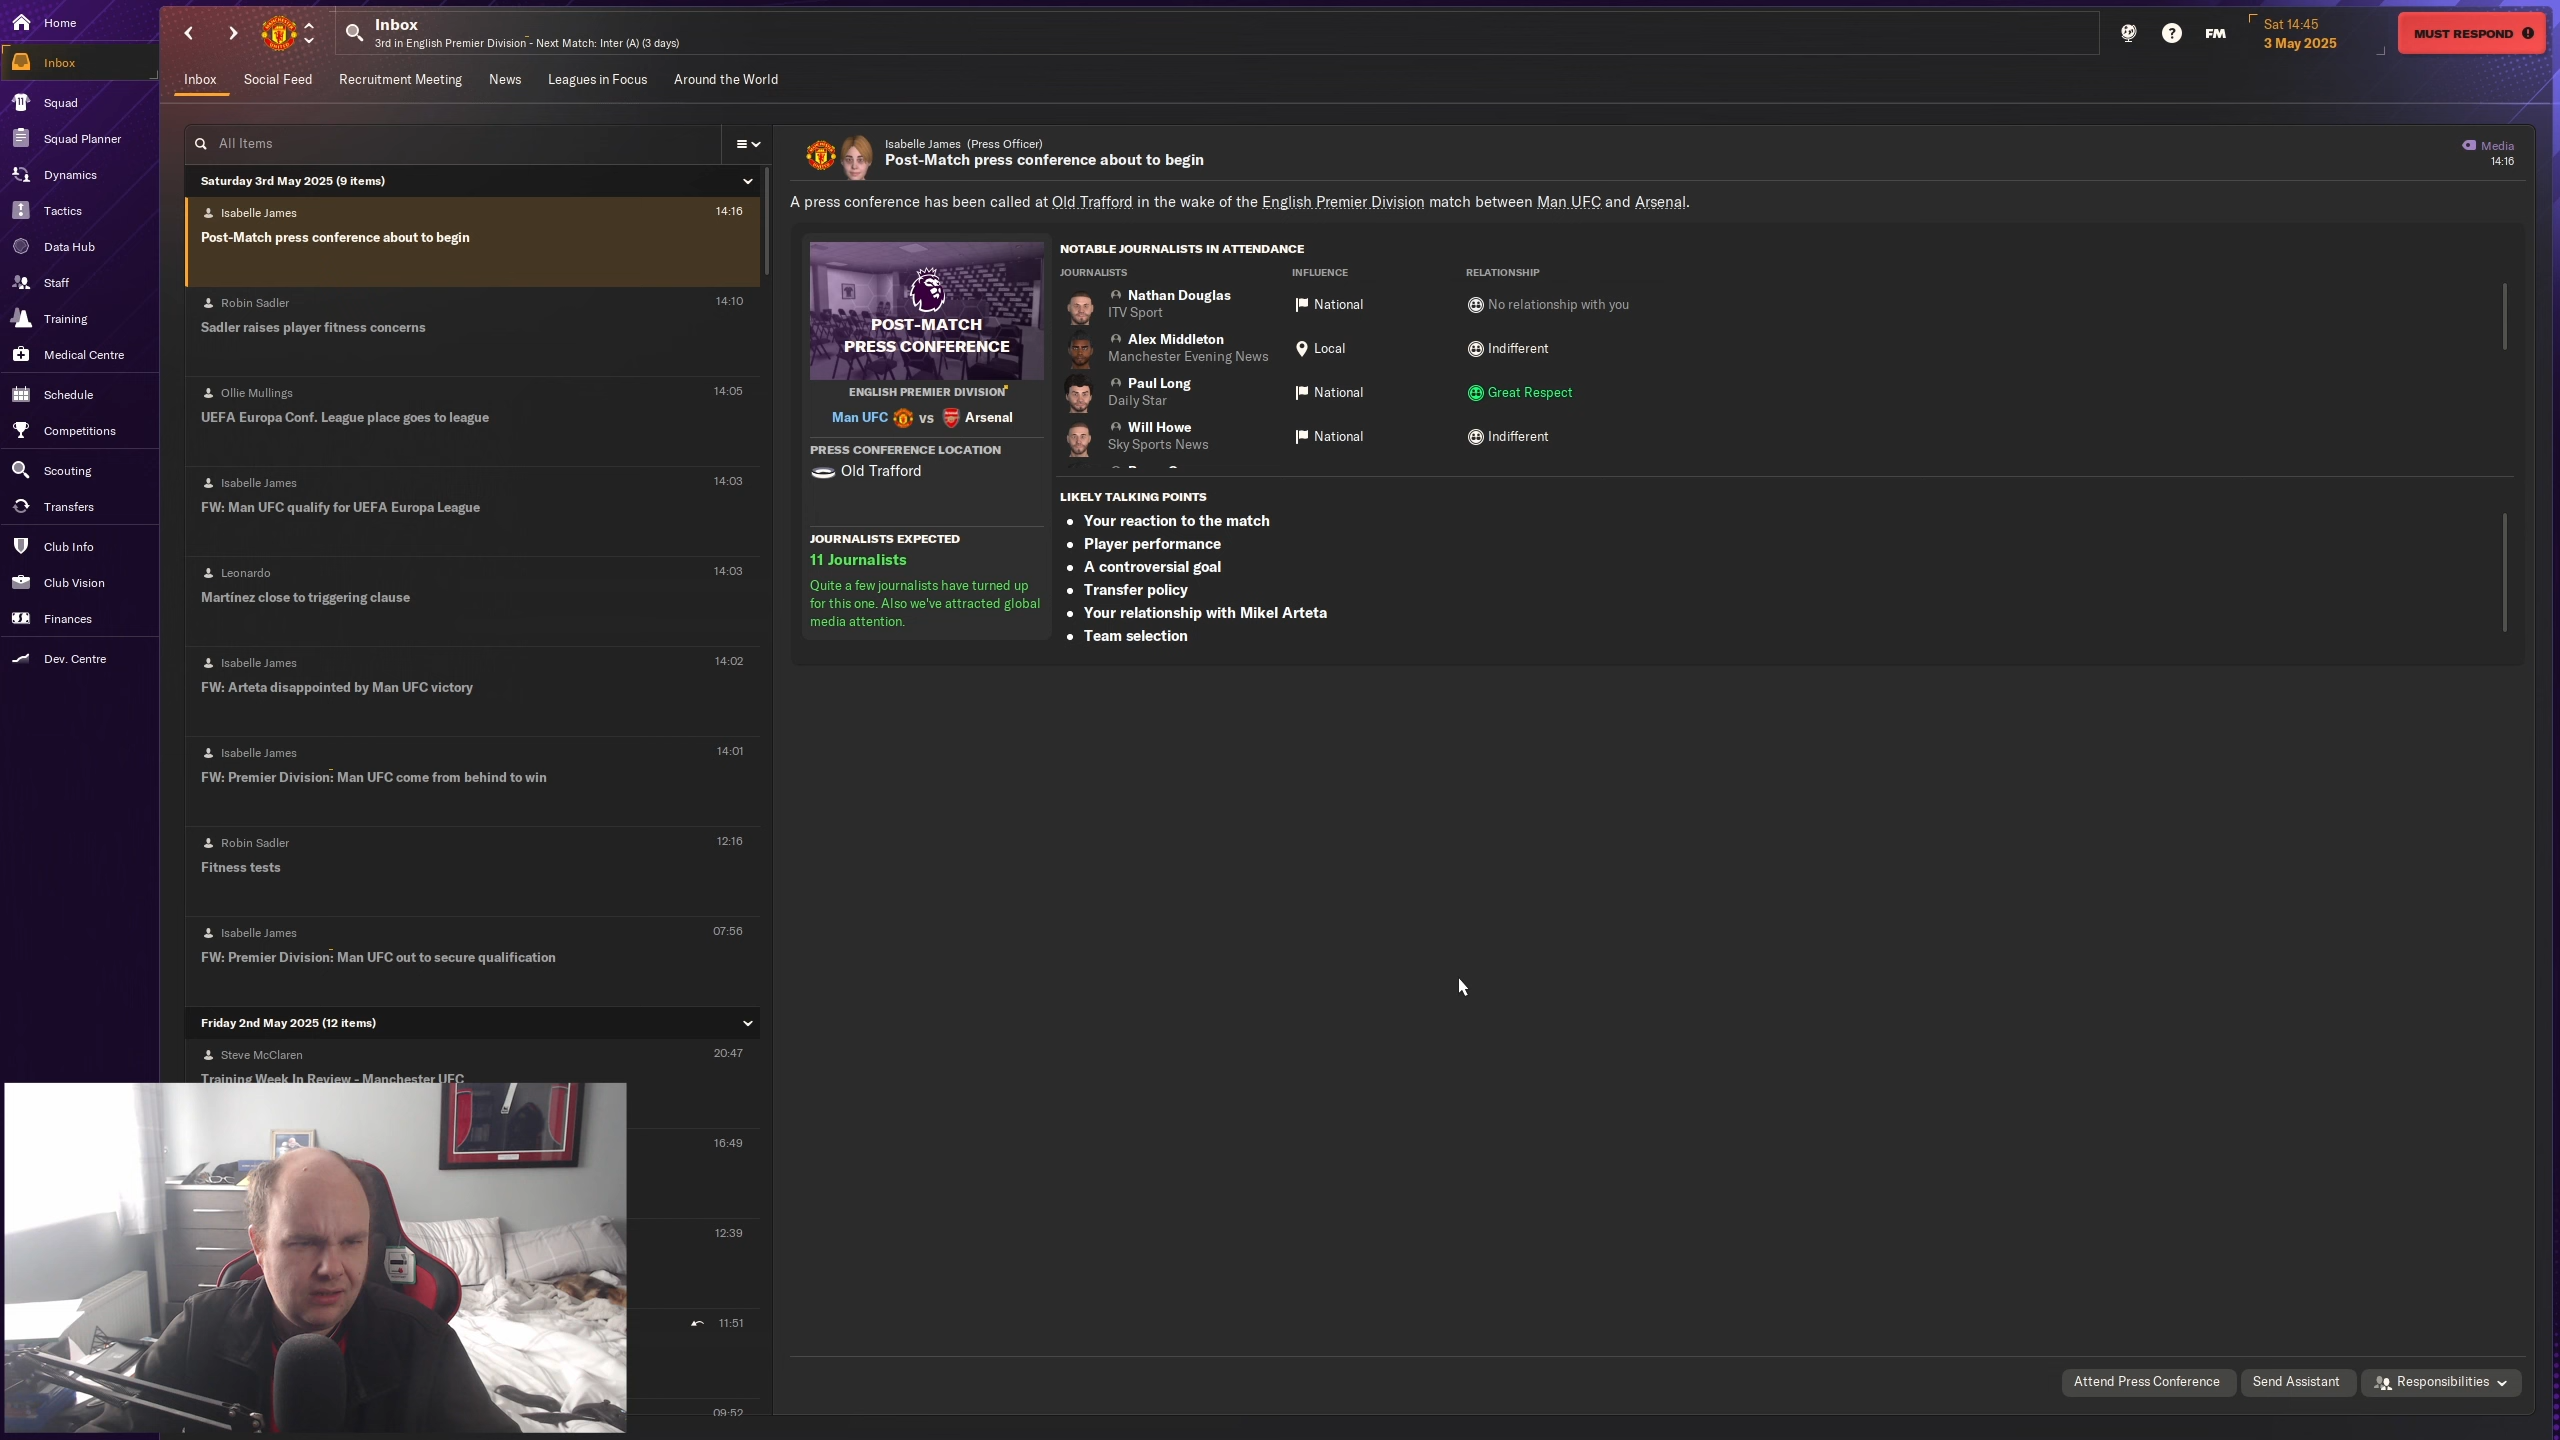 Home
Inbox
Squad
Squad Planner
Dynamics
Tactics
Data Hub
Staff
Training
Medical Centre
Schedule
Competitions
Scouting
Transfers
Club Info
Club Vision
Finances
Dev. Centre
Inbox
3rd in English Premier Division - Next Match: Inter (A) (3 days)
FM
Sat 14:45
3 May 2025
MUST RESPOND
Inbox Social Feed Recruitment Meeting News Leagues in Focus Around the World
All Items
Saturday 3rd May 2025 (9 items)
Isabelle James 14:16
Post-Match press conference about to begin
Robin Sadler 14:10
Sadler raises player fitness concerns
Ollie Mullings 14:05
UEFA Europa Conf. League place goes to league
Isabelle James 14:03
FW: Man UFC qualify for UEFA Europa League
Leonardo 14:03
Martínez close to triggering clause
Isabelle James 14:02
FW: Arteta disappointed by Man UFC victory
Isabelle James 14:01
FW: Premier Division: Man UFC come from behind to win
Robin Sadler 12:16
Fitness tests
Isabelle James 07:56
FW: Premier Division: Man UFC out to secure qualification
Friday 2nd May 2025 (12 items)
Steve McClaren 20:47
Training Week In Review - Manchester UFC
16:49
12:39
11:51
09:52
Isabelle James (Press Officer)
Post-Match press conference about to begin
Media
14:16
A press conference has been called at Old Trafford in the wake of the English Premier Division match between Man UFC and Arsenal.
POST-MATCH
PRESS CONFERENCE
ENGLISH PREMIER DIVISION
Man UFC vs Arsenal
PRESS CONFERENCE LOCATION
Old Trafford
JOURNALISTS EXPECTED
11 Journalists
Quite a few journalists have turned up
for this one. Also we've attracted global
media attention.
NOTABLE JOURNALISTS IN ATTENDANCE
JOURNALISTS INFLUENCE RELATIONSHIP
Nathan Douglas
ITV Sport
National No relationship with you
Alex Middleton
Manchester Evening News
Local Indifferent
Paul Long
Daily Star
National Great Respect
Will Howe
Sky Sports News
National Indifferent
LIKELY TALKING POINTS
Your reaction to the match
Player performance
A controversial goal
Transfer policy
Your relationship with Mikel Arteta
Team selection
Attend Press Conference Send Assistant Responsibilities